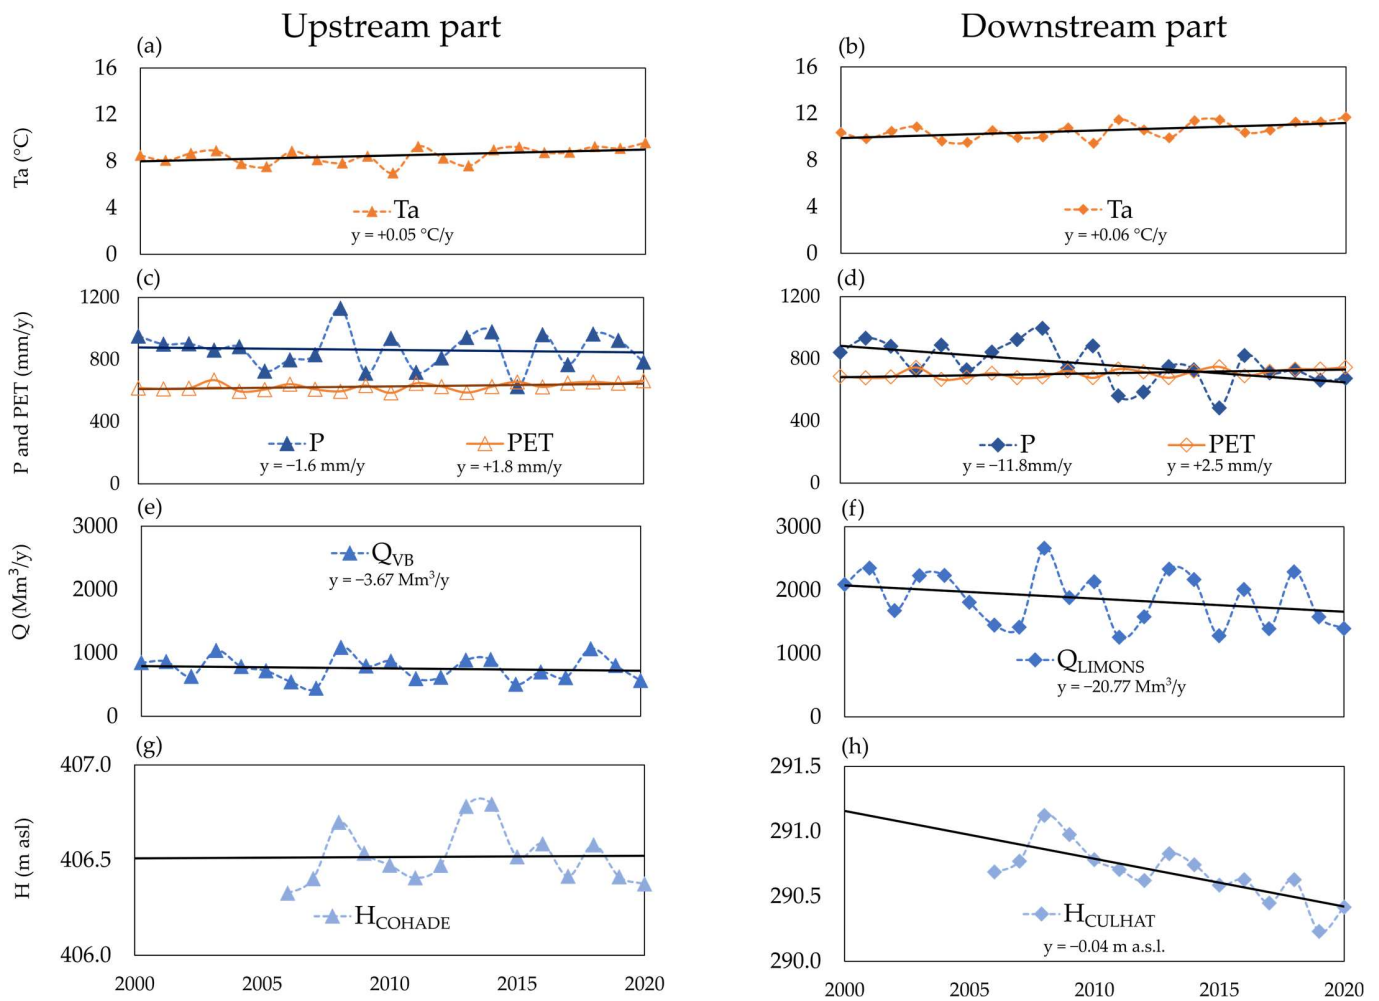 Upstream part
Downstream part
(a)
(b)
Ta (°C)
16
12
8
4
0
Ta
y = +0.05 °C/y
16
12
8
4
0
Ta
y = +0.06 °C/y
(c)
(d)
P and PET (mm/y)
1200
800
400
0
P
y = −1.6 mm/y
PET
y = +1.8 mm/y
1200
800
400
0
P
y = −11.8mm/y
PET
y = +2.5 mm/y
(e)
(f)
Q (Mm³/y)
3000
2000
1000
0
Q_VB
y = −3.67 Mm³/y
3000
2000
1000
0
Q_LIMONS
y = −20.77 Mm³/y
(g)
(h)
H (m asl)
407.0
406.5
406.0
H_COHADE
2000 2005 2010 2015 2020
291.5
291.0
290.5
290.0
H_CULHAT
y = −0.04 m a.s.l.
2000 2005 2010 2015 2020